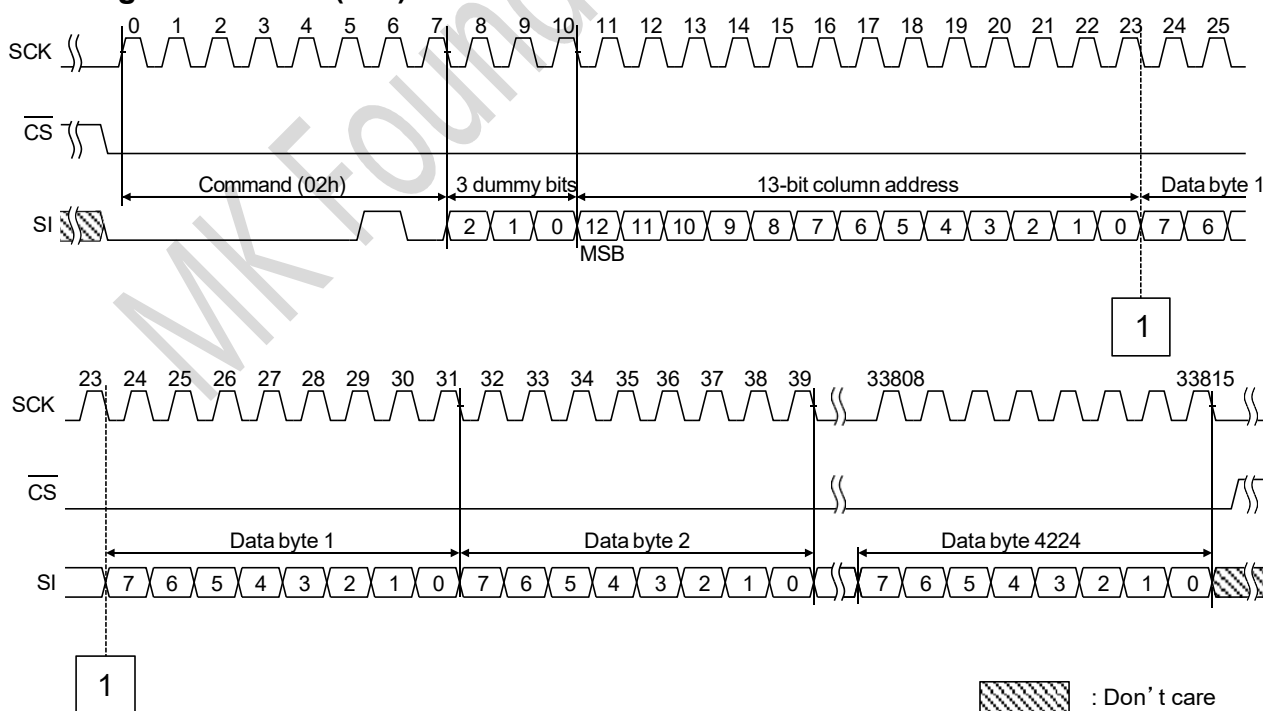 0 1 2 3 4 5 6 7 8 9 10 11 12 13 14 15 16 17 18 19 20 21 22 23 24 25
SCK
CS
Command (02h) 3 dummy bits 13-bit column address Data byte 1
SI 2 1 0 12 11 10 9 8 7 6 5 4 3 2 1 0 7 6
MSB
1
23 24 25 26 27 28 29 30 31 32 33 34 35 36 37 38 39 33808 33815
SCK
CS
Data byte 1 Data byte 2 Data byte 4224
SI 7 6 5 4 3 2 1 0 7 6 5 4 3 2 1 0 7 6 5 4 3 2 1 0
1
: Don't care
MK Found